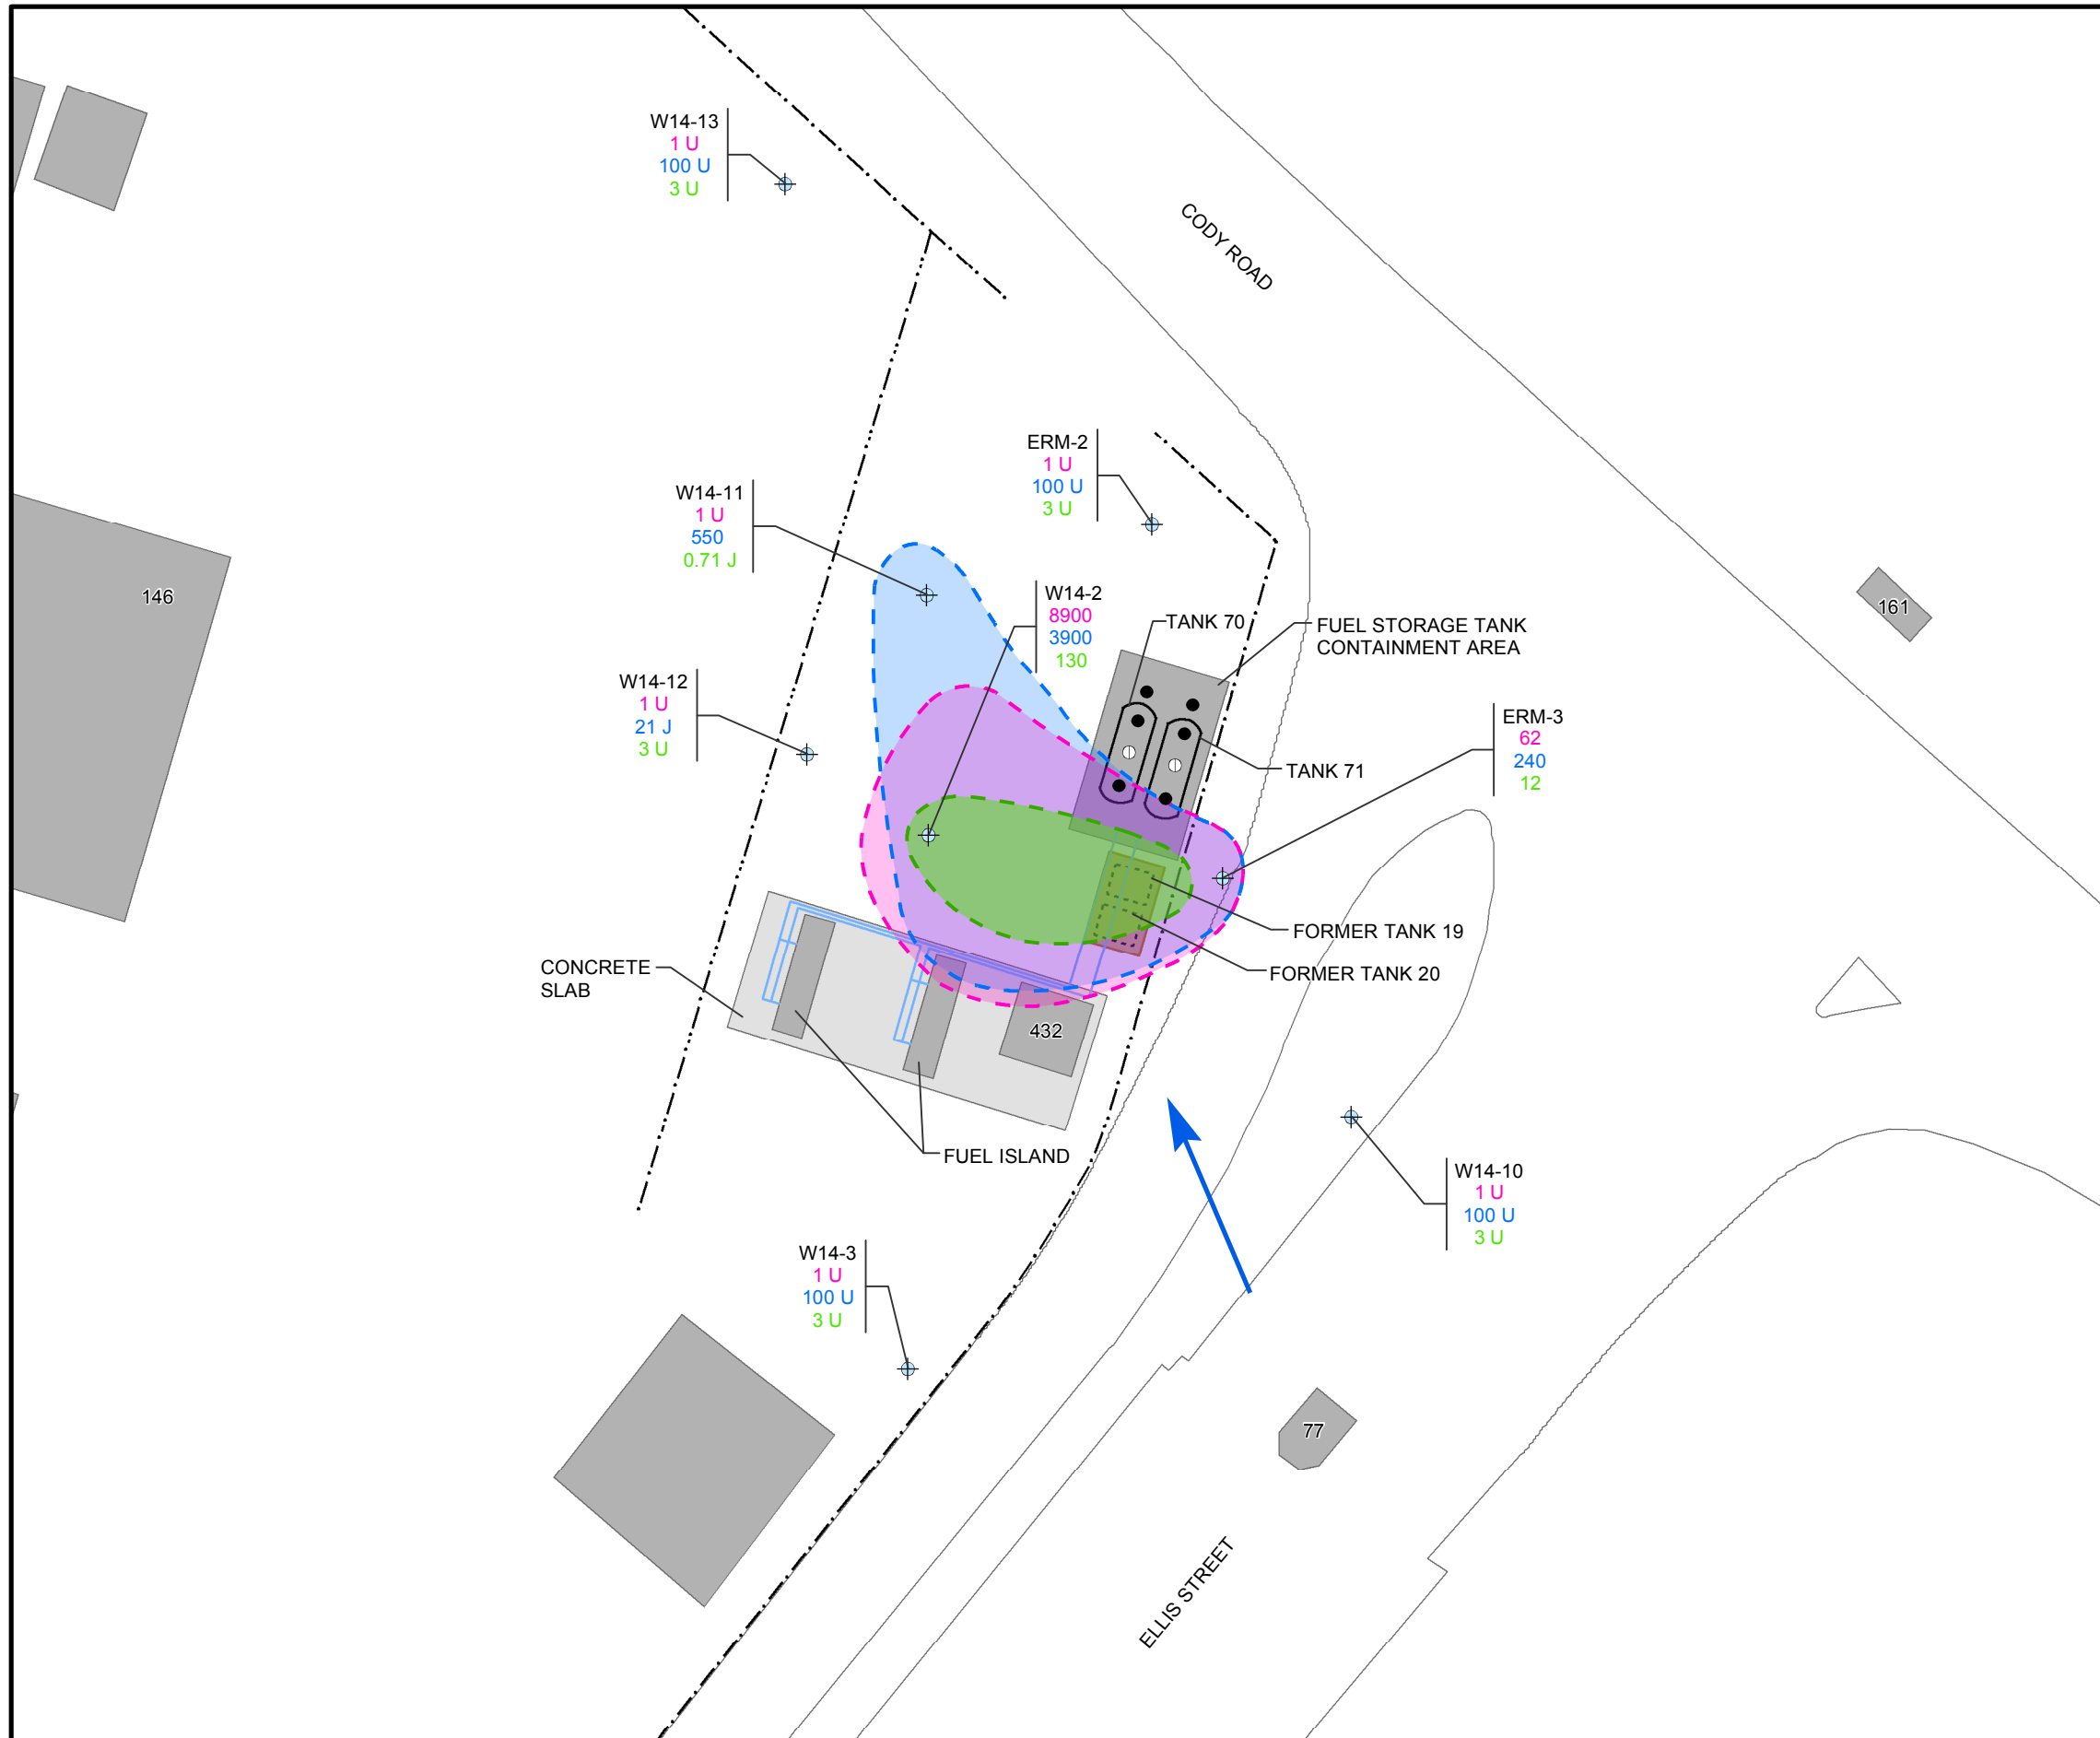 W14-13
1 U
100 U
3 U
CODY ROAD
ERM-2
1 U
100 U
3 U
W14-11
1 U
550
0.71 J
146
W14-2
8900
3900
130
161
TANK 70
FUEL STORAGE TANK
CONTAINMENT AREA
W14-12
1 U
21 J
3 U
ERM-3
62
240
12
TANK 71
FORMER TANK 19
FORMER TANK 20
CONCRETE
SLAB
432
FUEL ISLAND
W14-10
1 U
100 U
3 U
W14-3
1 U
100 U
3 U
77
ELLIS STREET